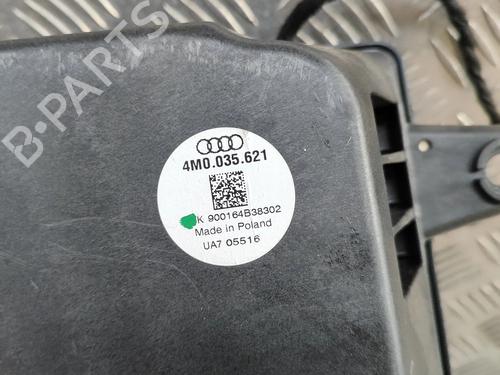 B-Parts
4M0.035.621
K 900164B38302
Made in Poland
UA7 05516